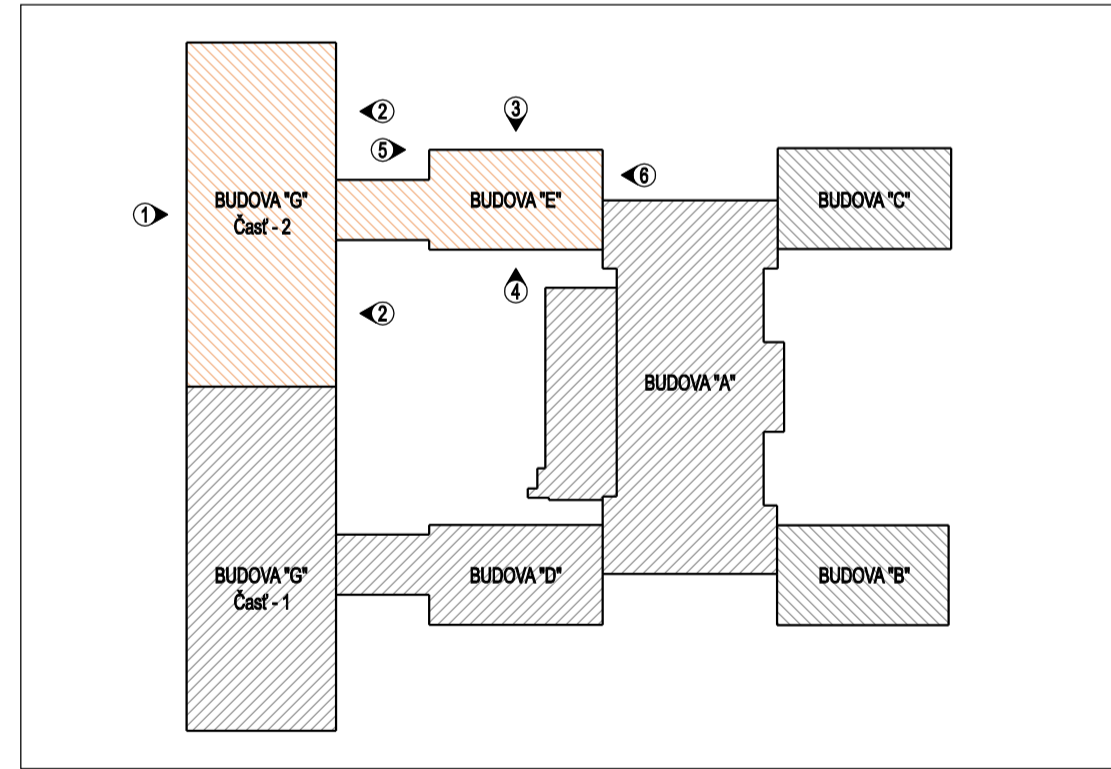 2
3
5
6
BUDOVA "G"
Časť - 2
BUDOVA "E"
BUDOVA "C"
1
4
2
BUDOVA "A"
BUDOVA "G"
Časť - 1
BUDOVA "D"
BUDOVA "B"